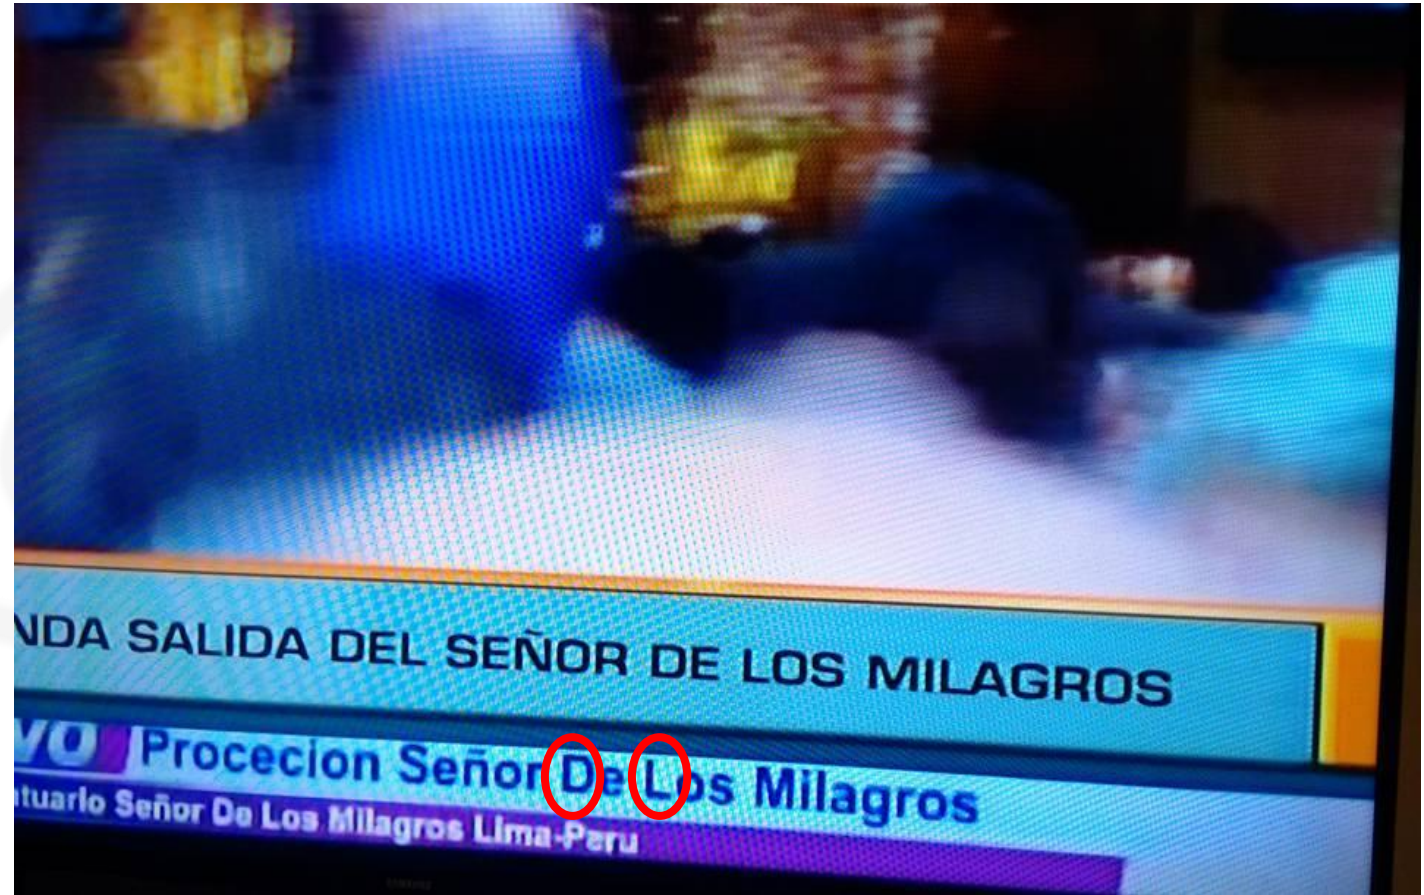 NDA SALIDA DEL SEÑOR DE LOS MILAGROS
VO Procecion Señor De Los Milagros
tuario Señor De Los Milagros Lima-Peru